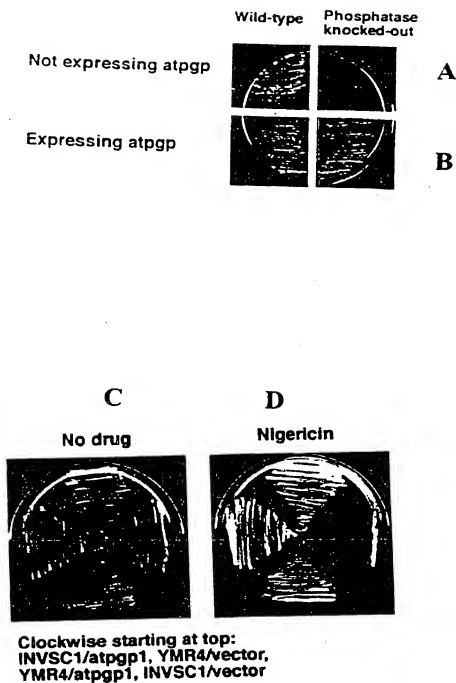 Wild-type
Phosphatase
knocked-out
Not expressing atpgp
A
Expressing atpgp
B
C
D
No drug
Nigericin
Clockwise starting at top:
INVSC1/atpgp1, YMR4/vector,
YMR4/atpgp1, INVSC1/vector